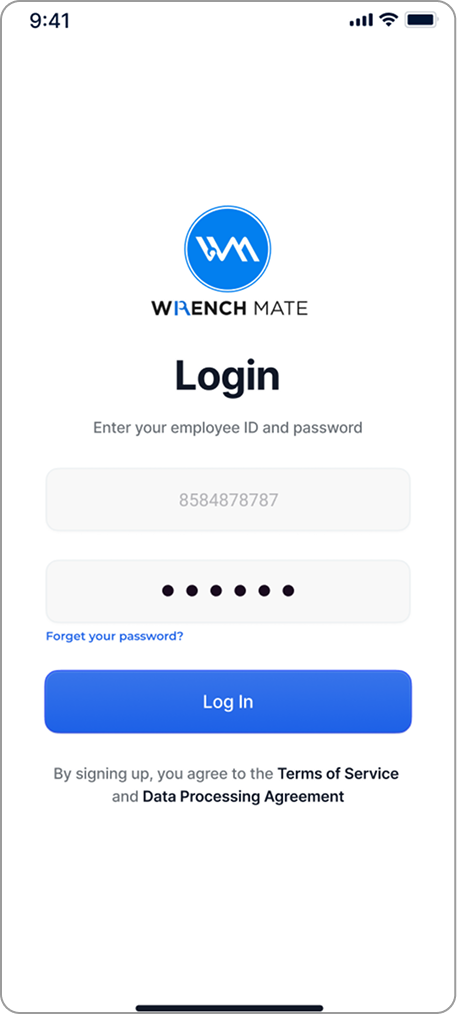 9:41
WM
WRENCH MATE
Login
Enter your employee ID and password
8584878787
Forget your password?
Log In
By signing up, you agree to the Terms of Service
and Data Processing Agreement